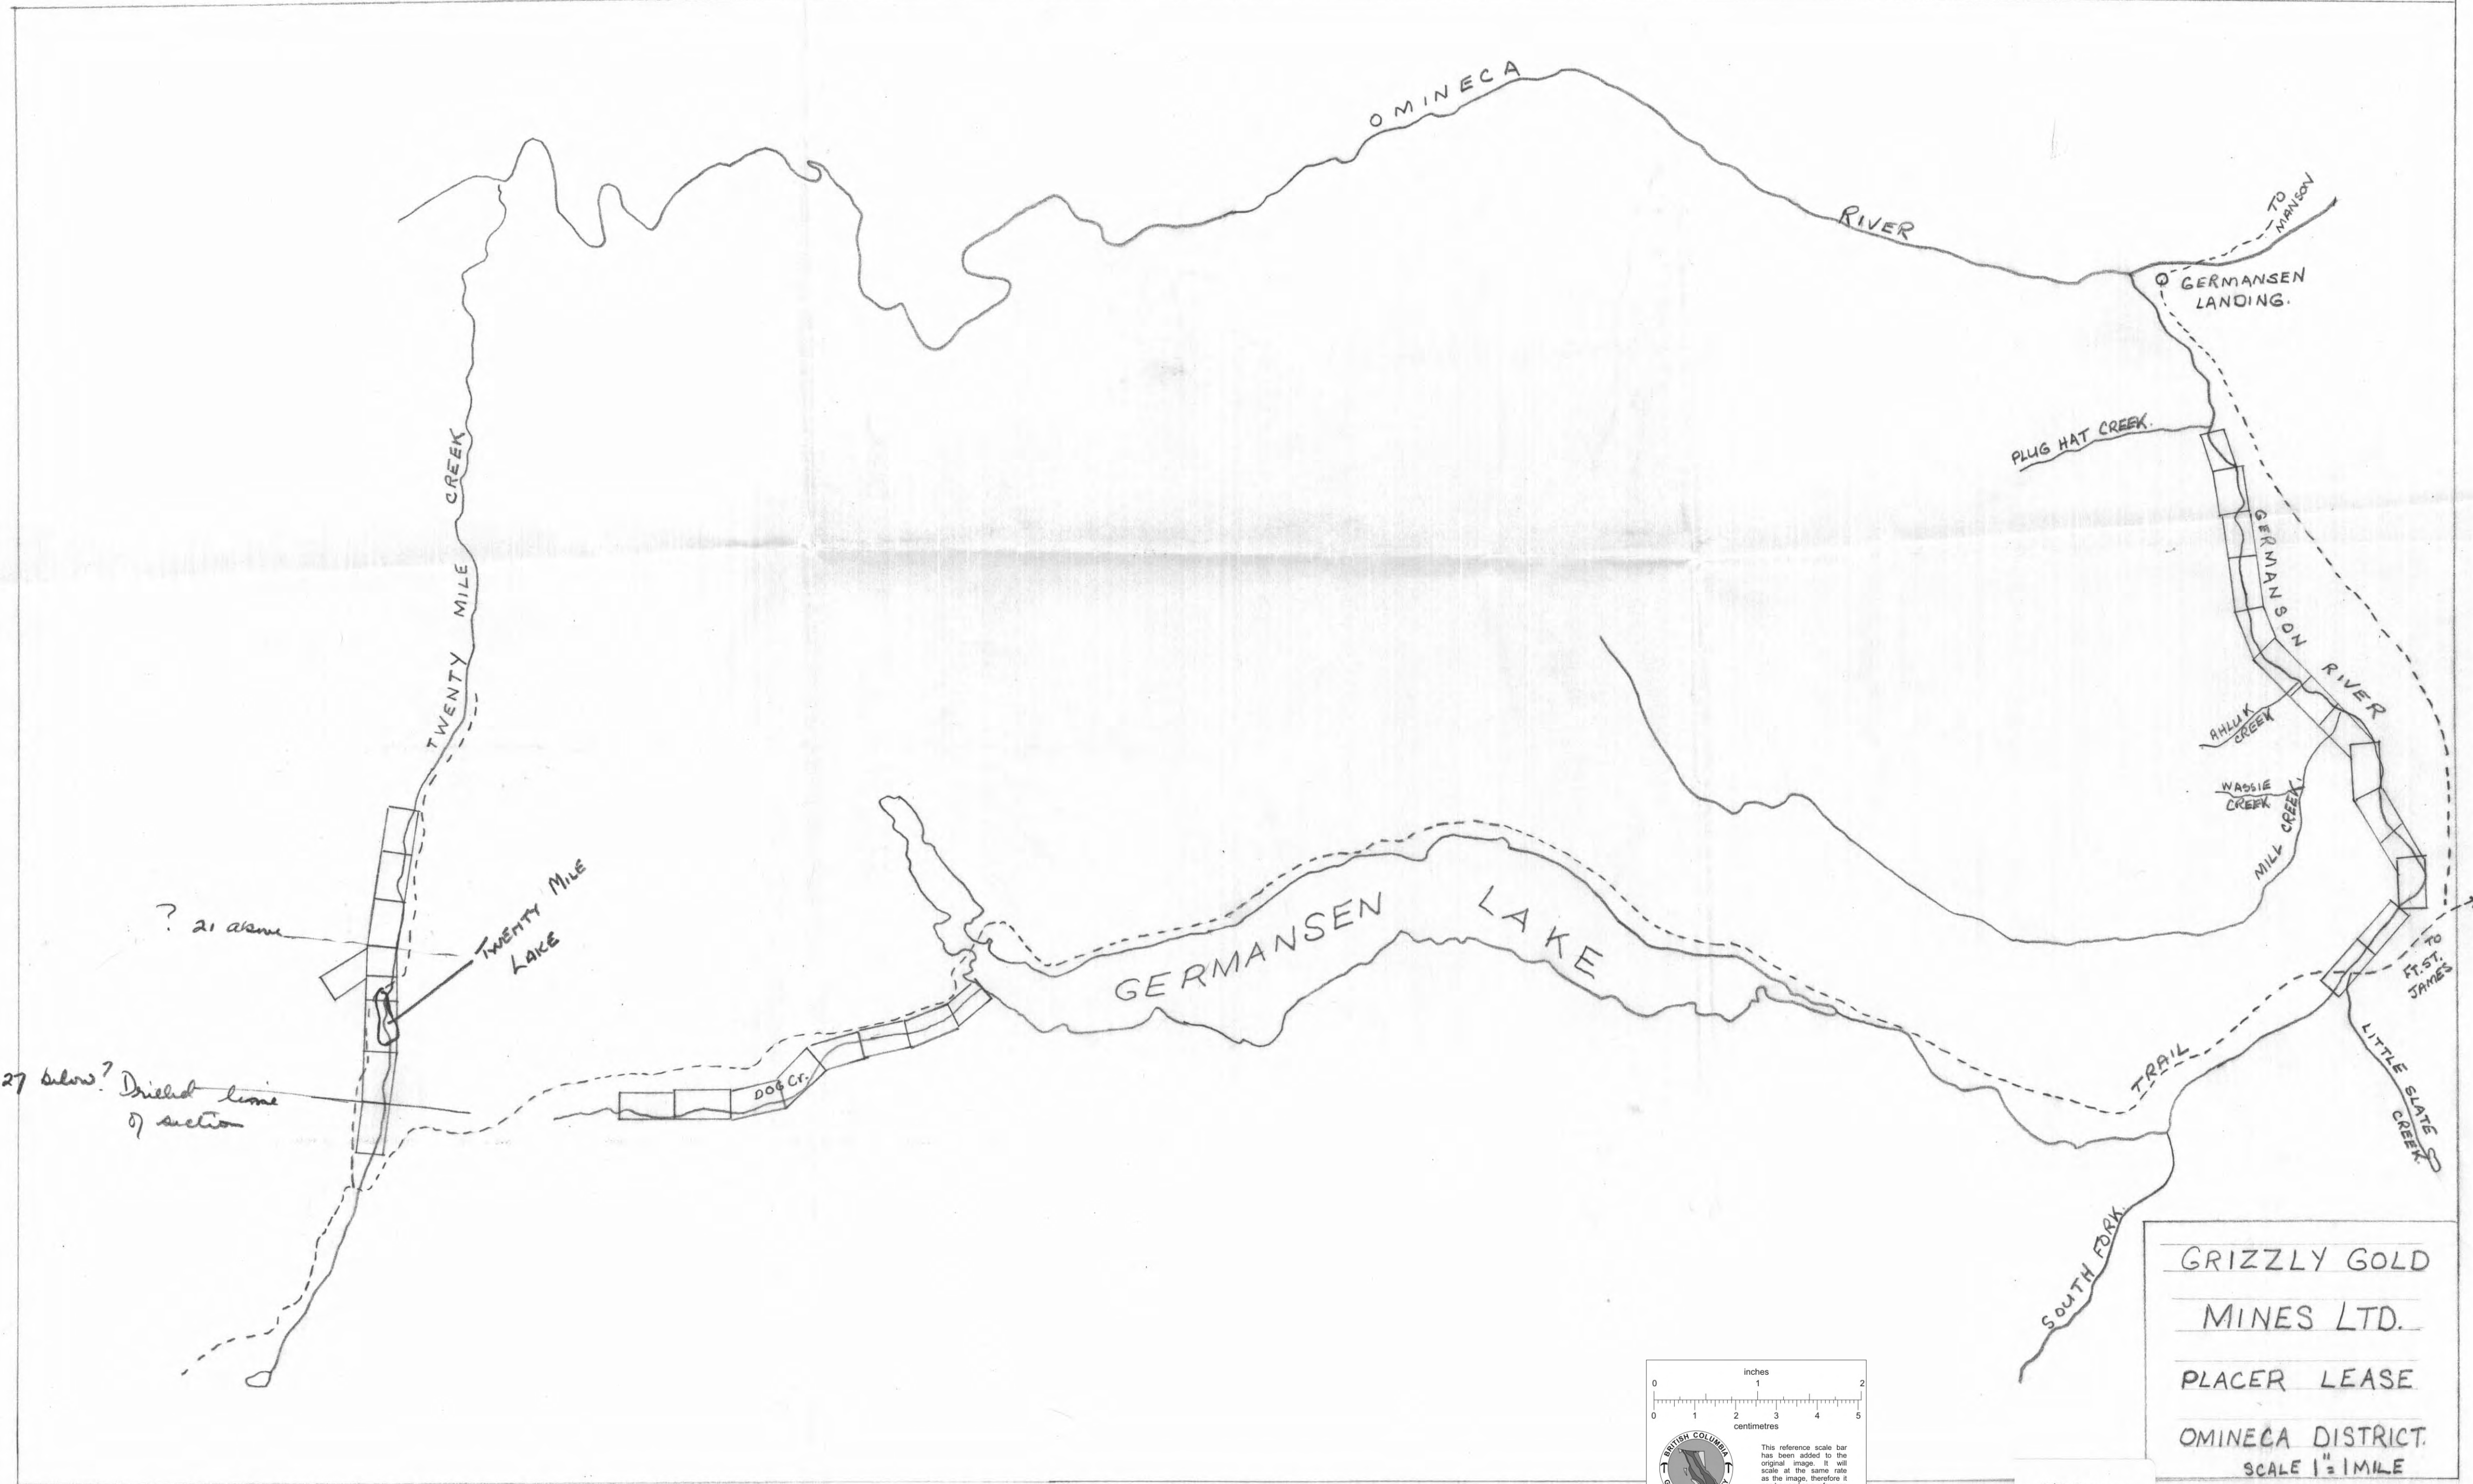 OMINECA
RIVER
TO
MANSON
GERMANSEN
LANDING.
PLUG HAT CREEK.
GERMANSON RIVER
TWENTY MILE CREEK
AHLUK
CREEK
WASSIE
CREEK
MILL CREEK.
TWENTY MILE
LAKE
? 21 above
GERMANSEN LAKE
TO
FT. ST.
JAMES
27 below? Drilled line
of section
DOG Cr.
TRAIL
LITTLE SLATE
CREEK.
SOUTH FORK.
GRIZZLY GOLD
MINES LTD.
PLACER LEASE
OMINECA DISTRICT.
SCALE 1" = 1 MILE
inches
0 1 2
0 1 2 3 4 5
centimetres
BRITISH COLUMBIA
This reference scale bar
has been added to the
original image. It will
scale at the same rate
as the image, therefore it